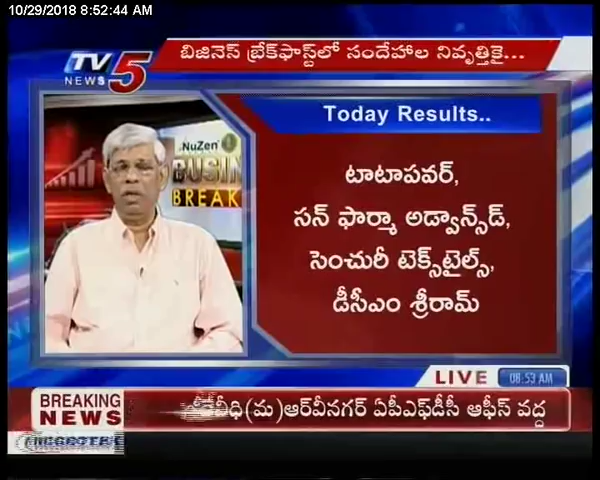 10/29/2018 8:52:44 AM
TV5
NEWS
బిజినెస్ బ్రేక్‌ఫాస్ట్‌లో సందేహాల నివృత్తికై...
Today Results..
NuZen
BUSIN
BREAK
టాటాపవర్,
సన్ ఫార్మా అడ్వాన్స్‌డ్,
సెంచురీ టెక్స్‌టైల్స్,
డీసీఎం శ్రీరామ్
LIVE 08:53 AM
BREAKING
NEWS
(మ)ఆర్‌వీనగర్ ఏపీఎఫ్‌డీసీ ఆఫీస్ వద్ద